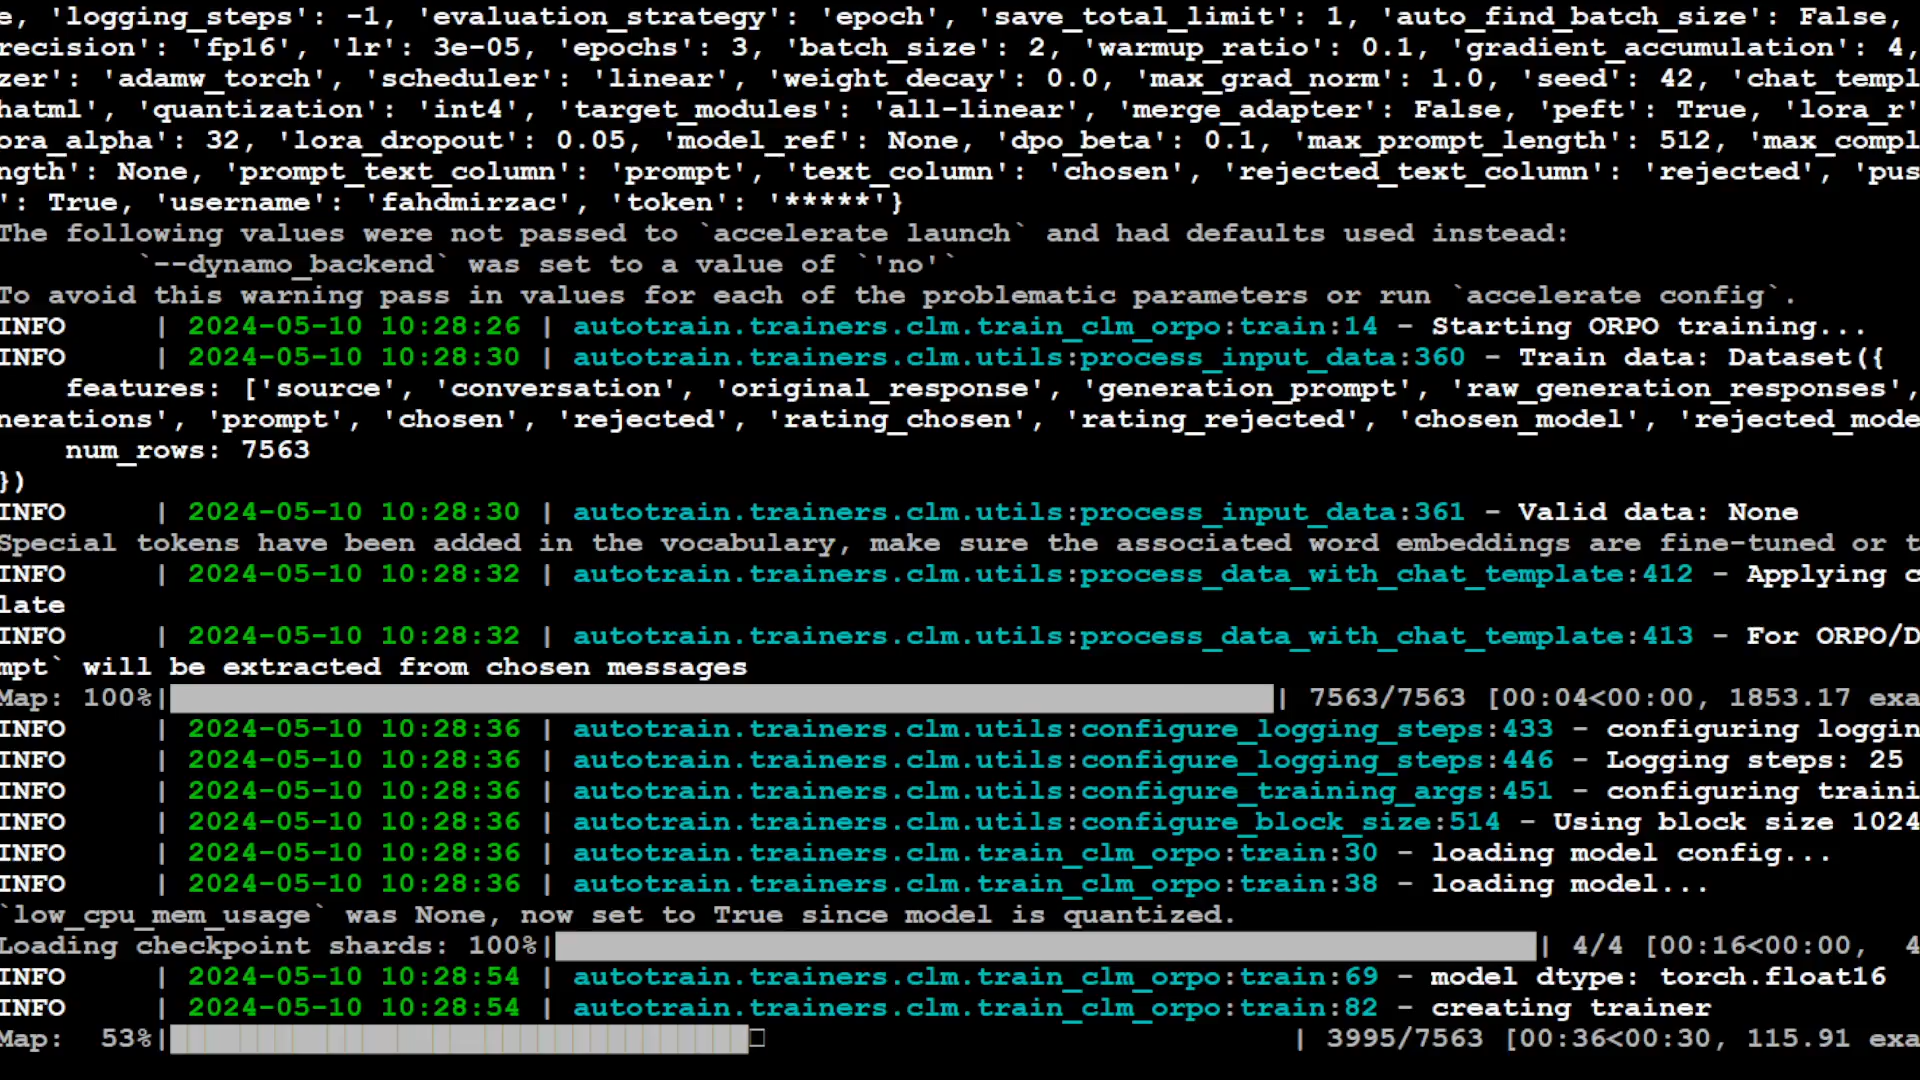 e, 'logging_steps': -1, 'evaluation_strategy': 'epoch', 'save_total_limit': 1, 'auto_find_batch_size': False,
recision': 'fp16', 'lr': 3e-05, 'epochs': 3, 'batch_size': 2, 'warmup_ratio': 0.1, 'gradient_accumulation': 4,
zer': 'adamw_torch', 'scheduler': 'linear', 'weight_decay': 0.0, 'max_grad_norm': 1.0, 'seed': 42, 'chat_templ
hatml', 'quantization': 'int4', 'target_modules': 'all-linear', 'merge_adapter': False, 'peft': True, 'lora_r'
ora_alpha': 32, 'lora_dropout': 0.05, 'model_ref': None, 'dpo_beta': 0.1, 'max_prompt_length': 512, 'max_compl
ngth': None, 'prompt_text_column': 'prompt', 'text_column': 'chosen', 'rejected_text_column': 'rejected', 'pus
': True, 'username': 'fahdmirzac', 'token': '*****'}
The following values were not passed to `accelerate launch` and had defaults used instead:
`--dynamo_backend` was set to a value of `'no'`
To avoid this warning pass in values for each of the problematic parameters or run `accelerate config`.
INFO | 2024-05-10 10:28:26 | autotrain.trainers.clm.train_clm_orpo:train:14 - Starting ORPO training...
INFO | 2024-05-10 10:28:30 | autotrain.trainers.clm.utils:process_input_data:360 - Train data: Dataset({
features: ['source', 'conversation', 'original_response', 'generation_prompt', 'raw_generation_responses',
nerations', 'prompt', 'chosen', 'rejected', 'rating_chosen', 'rating_rejected', 'chosen_model', 'rejected_mode
num_rows: 7563
})
INFO | 2024-05-10 10:28:30 | autotrain.trainers.clm.utils:process_input_data:361 - Valid data: None
Special tokens have been added in the vocabulary, make sure the associated word embeddings are fine-tuned or t
INFO | 2024-05-10 10:28:32 | autotrain.trainers.clm.utils:process_data_with_chat_template:412 - Applying c
late
INFO | 2024-05-10 10:28:32 | autotrain.trainers.clm.utils:process_data_with_chat_template:413 - For ORPO/D
mpt` will be extracted from chosen messages
Map: 100%| | 7563/7563 [00:04<00:00, 1853.17 exa
INFO | 2024-05-10 10:28:36 | autotrain.trainers.clm.utils:configure_logging_steps:433 - configuring loggin
INFO | 2024-05-10 10:28:36 | autotrain.trainers.clm.utils:configure_logging_steps:446 - Logging steps: 25
INFO | 2024-05-10 10:28:36 | autotrain.trainers.clm.utils:configure_training_args:451 - configuring traini
INFO | 2024-05-10 10:28:36 | autotrain.trainers.clm.utils:configure_block_size:514 - Using block size 1024
INFO | 2024-05-10 10:28:36 | autotrain.trainers.clm.train_clm_orpo:train:30 - loading model config...
INFO | 2024-05-10 10:28:36 | autotrain.trainers.clm.train_clm_orpo:train:38 - loading model...
`low_cpu_mem_usage` was None, now set to True since model is quantized.
Loading checkpoint shards: 100%| | 4/4 [00:16<00:00, 4
INFO | 2024-05-10 10:28:54 | autotrain.trainers.clm.train_clm_orpo:train:69 - model dtype: torch.float16
INFO | 2024-05-10 10:28:54 | autotrain.trainers.clm.train_clm_orpo:train:82 - creating trainer
Map: 53%| | 3995/7563 [00:36<00:30, 115.91 exa